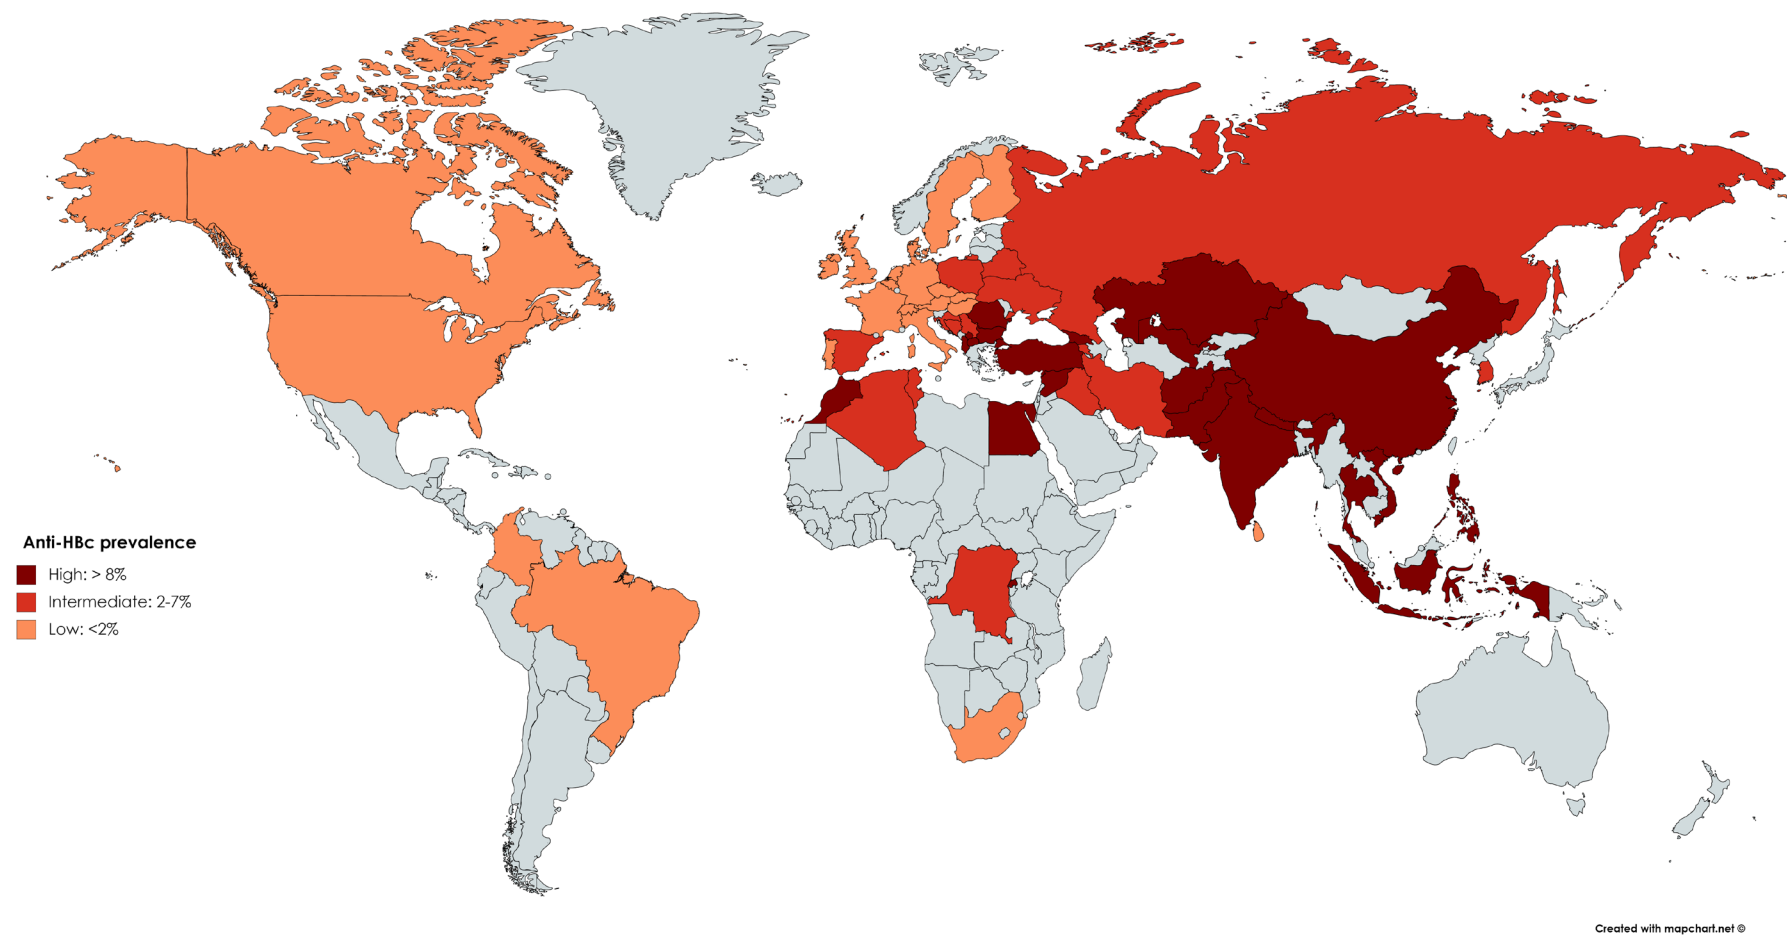 Anti-HBc prevalence
High: > 8%
Intermediate: 2-7%
Low: <2%
Created with mapchart.net ©